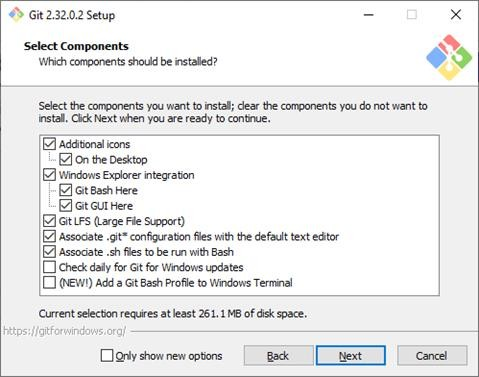 Git 2.32.0.2 Setup
Select Components
Which components should be installed?
Select the components you want to install; clear the components you do not want to
install. Click Next when you are ready to continue.
Additional icons
On the Desktop
Windows Explorer integration
Git Bash Here
Git GUI Here
Git LFS (Large File Support)
Associate .git* configuration files with the default text editor
Associate .sh files to be run with Bash
Check daily for Git for Windows updates
(NEW!) Add a Git Bash Profile to Windows Terminal
Current selection requires at least 261.1 MB of disk space.
https://gitforwindows.org/
Only show new options
Back
Next
Cancel